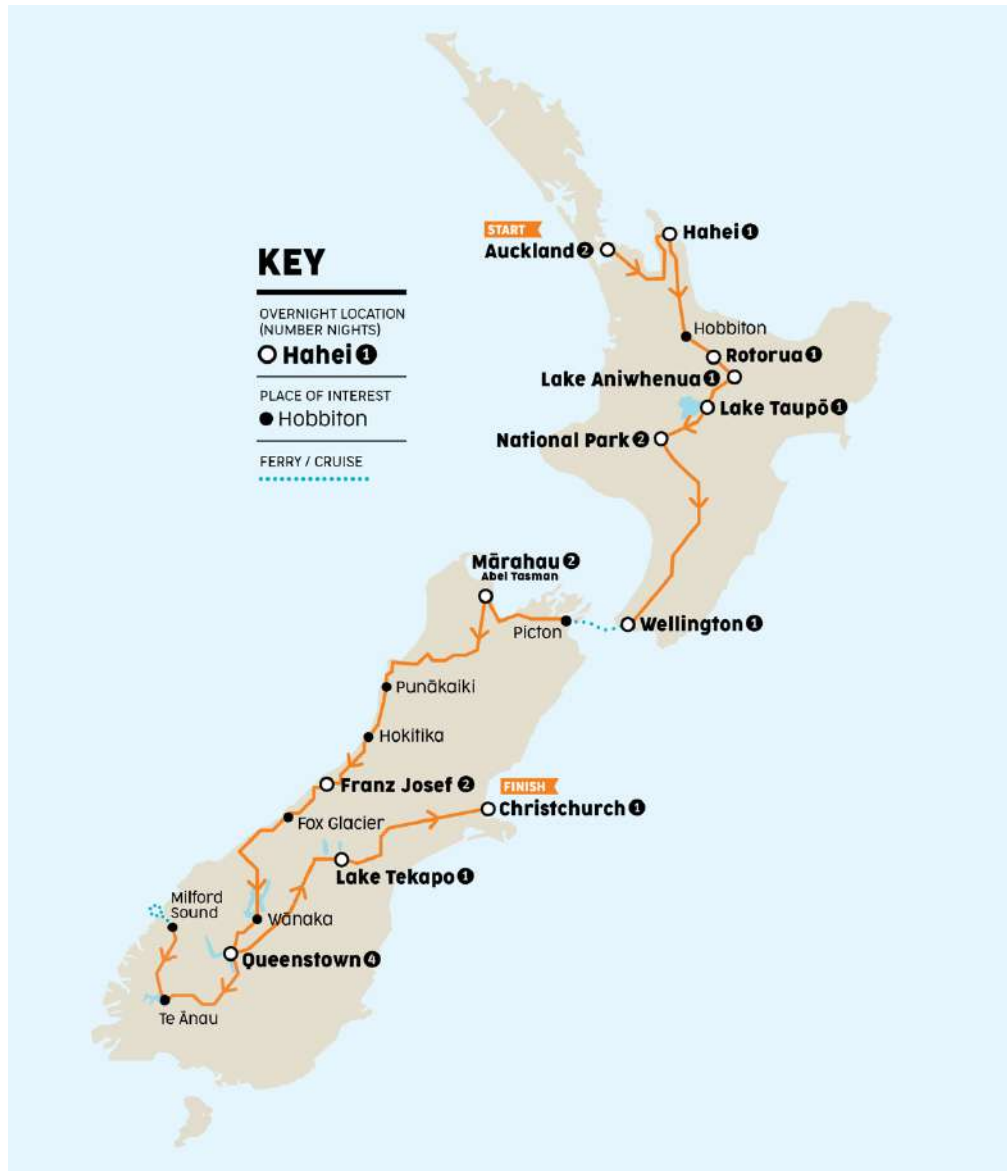 START
Auckland 2
Hahei 1
KEY
OVERNIGHT LOCATION
(NUMBER NIGHTS)
Hahei 1
PLACE OF INTEREST
Hobbiton
FERRY / CRUISE
Hobbiton
Rotorua 1
Lake Aniwhenua 1
Lake Taupō 1
National Park 2
Wellington 1
Mārahau 2
Abel Tasman
Picton
Punākaiki
Hokitika
Franz Josef 2
FINISH
Christchurch 1
Fox Glacier
Lake Tekapo 1
Milford
Sound
Wānaka
Queenstown 4
Te Ānau